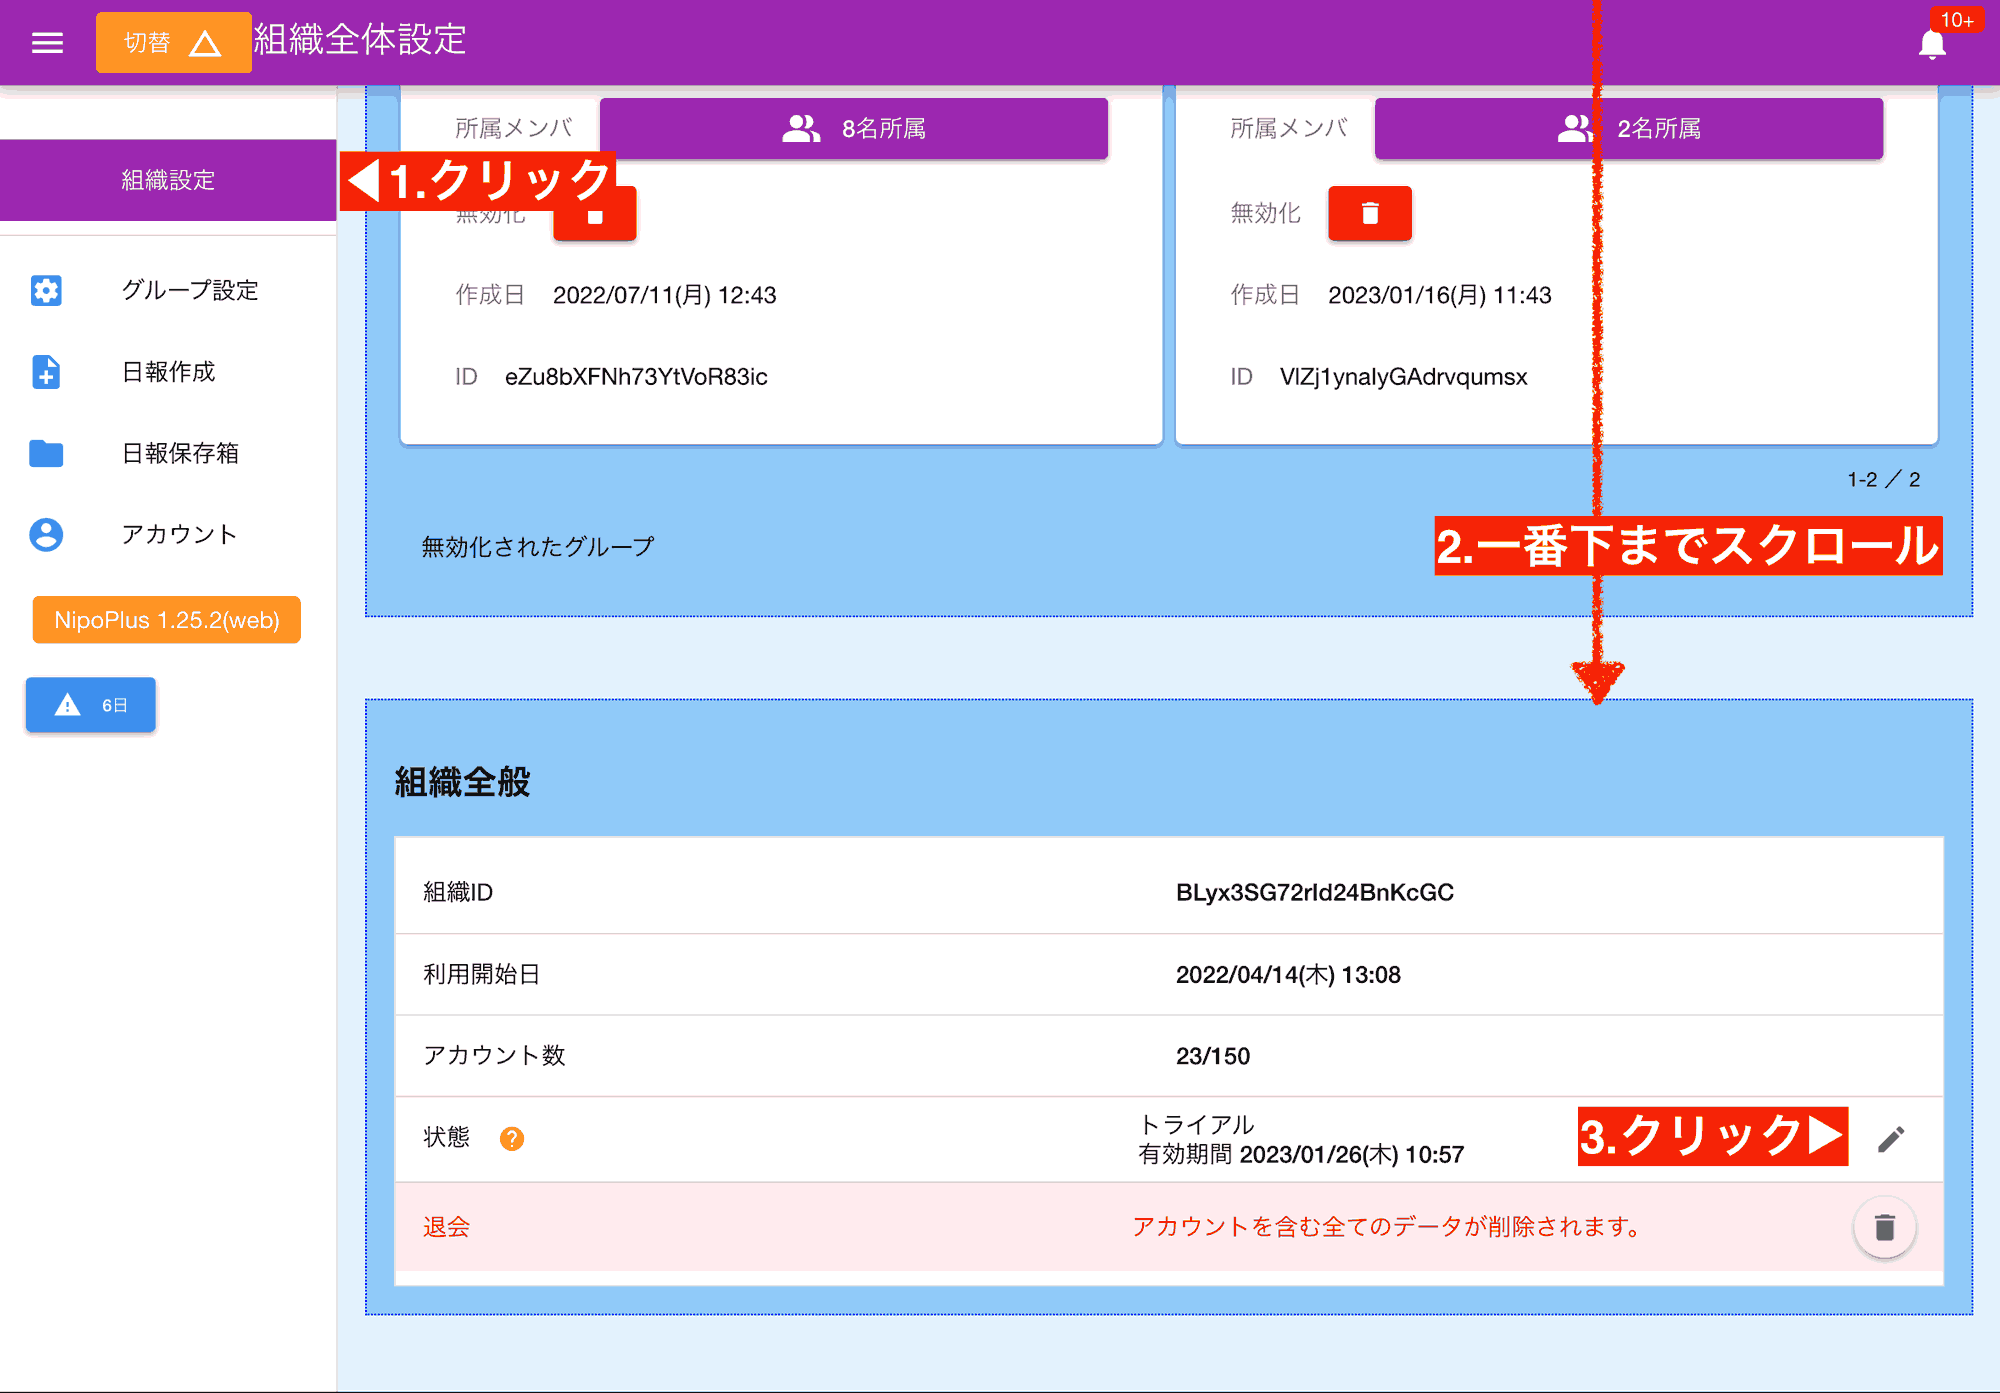 切替
組織全体設定
10+
組織設定
グループ設定
日報作成
日報保存箱
アカウント
NipoPlus 1.25.2(web)
6日
◀1.クリック
所属メンバ
8名所属
無効化
作成日 2022/07/11(月) 12:43
ID eZu8bXFNh73YtVoR83ic
所属メンバ
2名所属
無効化
作成日 2023/01/16(月) 11:43
ID VlZj1ynalyGAdrvqumsx
1-2 ／ 2
無効化されたグループ
2.一番下までスクロール
組織全般
組織ID BLyx3SG72rld24BnKcGC
利用開始日 2022/04/14(木) 13:08
アカウント数 23/150
状態 ?
トライアル
有効期間 2023/01/26(木) 10:57
3.クリック▶
退会 アカウントを含む全てのデータが削除されます。